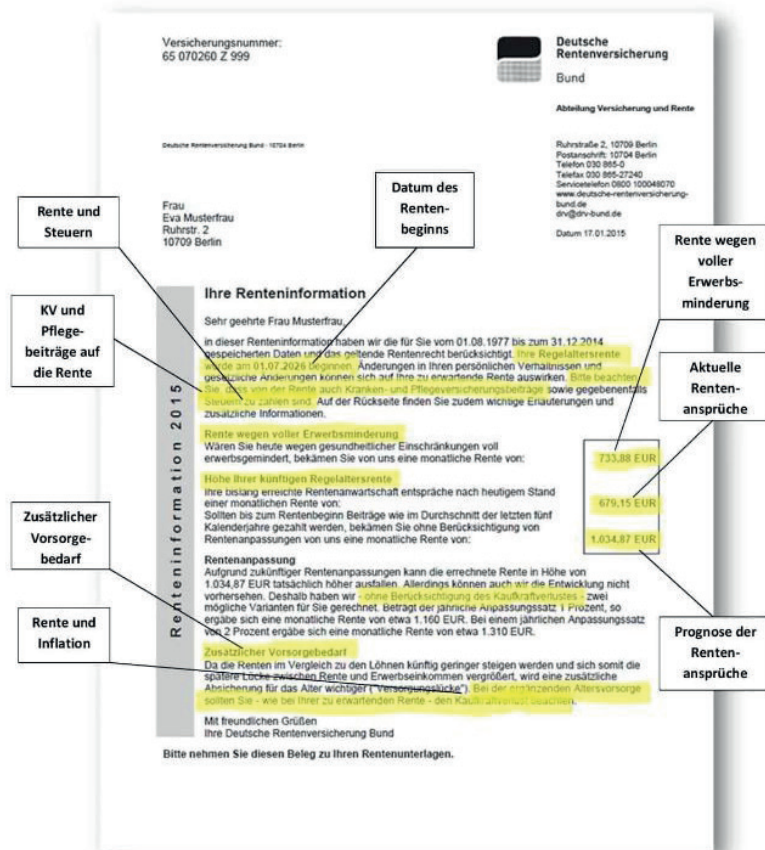 Versicherungsnummer:
65 070260 Z 999
Deutsche
Rentenversicherung
Bund
Abteilung Versicherung und Rente
Deutsche Rentenversicherung Bund · 10704 Berlin
Ruhrstraße 2, 10709 Berlin
Postanschrift: 10704 Berlin
Telefon 030 865-0
Telefax 030 865-27240
Servicetelefon 0800 100048070
www.deutsche-rentenversicherung-
bund.de
drv@drv-bund.de
Datum 17.01.2015
Frau
Eva Musterfrau
Ruhrstr. 2
10709 Berlin
Rente und
Steuern
Datum des
Renten-
beginns
Rente wegen
voller
Erwerbs-
minderung
KV und
Pflege-
beiträge auf
die Rente
Aktuelle
Renten-
ansprüche
Zusätzlicher
Vorsorge-
bedarf
Rente und
Inflation
Prognose der
Renten-
ansprüche
Renteninformation 2015
Ihre Renteninformation
Sehr geehrte Frau Musterfrau,
in dieser Renteninformation haben wir die für Sie vom 01.08.1977 bis zum 31.12.2014
gespeicherten Daten und das geltende Rentenrecht berücksichtigt. Ihre Regelaltersrente
würde am 01.07.2026 beginnen. Änderungen in Ihren persönlichen Verhältnissen und
gesetzliche Änderungen können sich auf Ihre zu erwartende Rente auswirken. Bitte beachten
Sie, dass von der Rente auch Kranken- und Pflegeversicherungsbeiträge sowie gegebenenfalls
Steuern zu zahlen sind. Auf der Rückseite finden Sie zudem wichtige Erläuterungen und
zusätzliche Informationen.
Rente wegen voller Erwerbsminderung
Wären Sie heute wegen gesundheitlicher Einschränkungen voll
erwerbsgemindert, bekämen Sie von uns eine monatliche Rente von:
733,88 EUR
Höhe Ihrer künftigen Regelaltersrente
Ihre bislang erreichte Rentenanwartschaft entspräche nach heutigem Stand
einer monatlichen Rente von:
679,15 EUR
Sollten bis zum Rentenbeginn Beiträge wie im Durchschnitt der letzten fünf
Kalenderjahre gezahlt werden, bekämen Sie ohne Berücksichtigung von
Rentenanpassungen von uns eine monatliche Rente von:
1.034,87 EUR
Rentenanpassung
Aufgrund zukünftiger Rentenanpassungen kann die errechnete Rente in Höhe von
1.034,87 EUR tatsächlich höher ausfallen. Allerdings können auch wir die Entwicklung nicht
vorhersehen. Deshalb haben wir - ohne Berücksichtigung des Kaufkraftverlustes - zwei
mögliche Varianten für Sie gerechnet. Beträgt der jährliche Anpassungssatz 1 Prozent, so
ergäbe sich eine monatliche Rente von etwa 1.160 EUR. Bei einem jährlichen Anpassungssatz
von 2 Prozent ergäbe sich eine monatliche Rente von etwa 1.310 EUR.
Zusätzlicher Vorsorgebedarf
Da die Renten im Vergleich zu den Löhnen künftig geringer steigen werden und sich somit die
spätere Lücke zwischen Rente und Erwerbseinkommen vergrößert, wird eine zusätzliche
Absicherung für das Alter wichtiger ("Versorgungslücke"). Bei der ergänzenden Altersvorsorge
sollten Sie - wie bei Ihrer zu erwartenden Rente - den Kaufkraftverlust beachten.
Mit freundlichen Grüßen
Ihre Deutsche Rentenversicherung Bund
Bitte nehmen Sie diesen Beleg zu Ihren Rentenunterlagen.